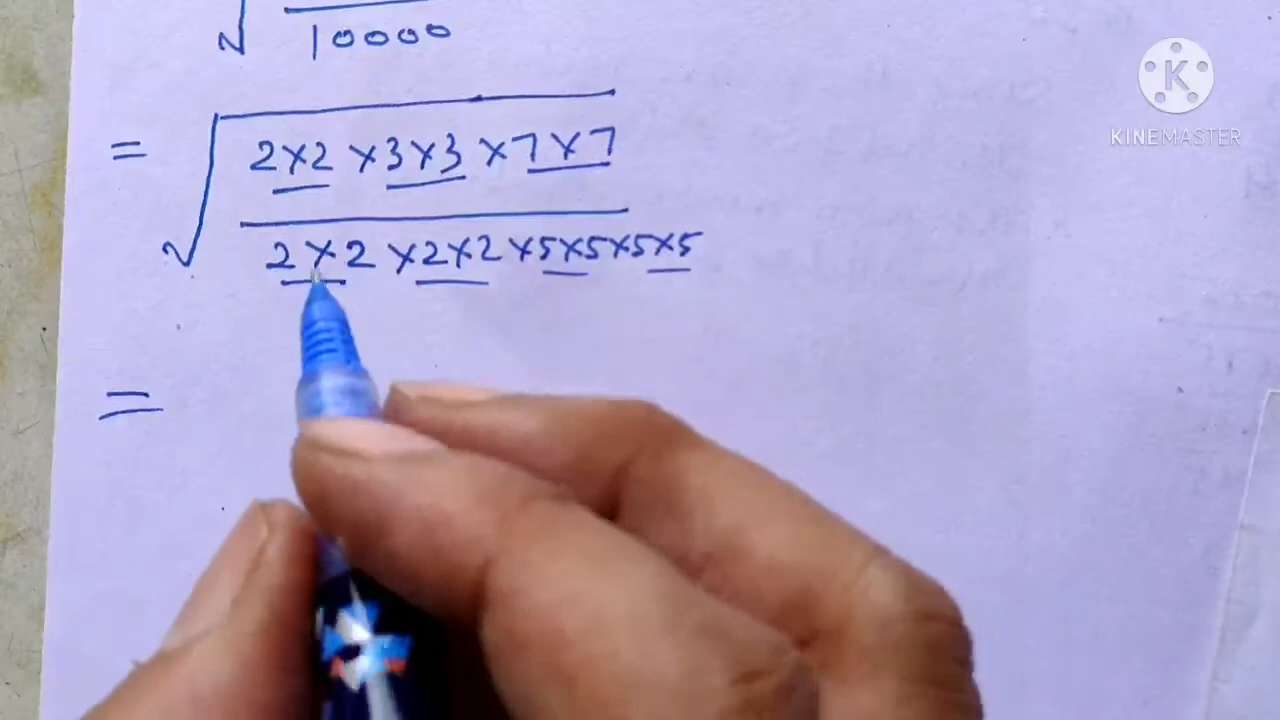 √ 10000
K
KINEMASTER
= √ 2×2 ×3×3 ×7×7
2×2 ×2×2 ×5×5×5×5
=